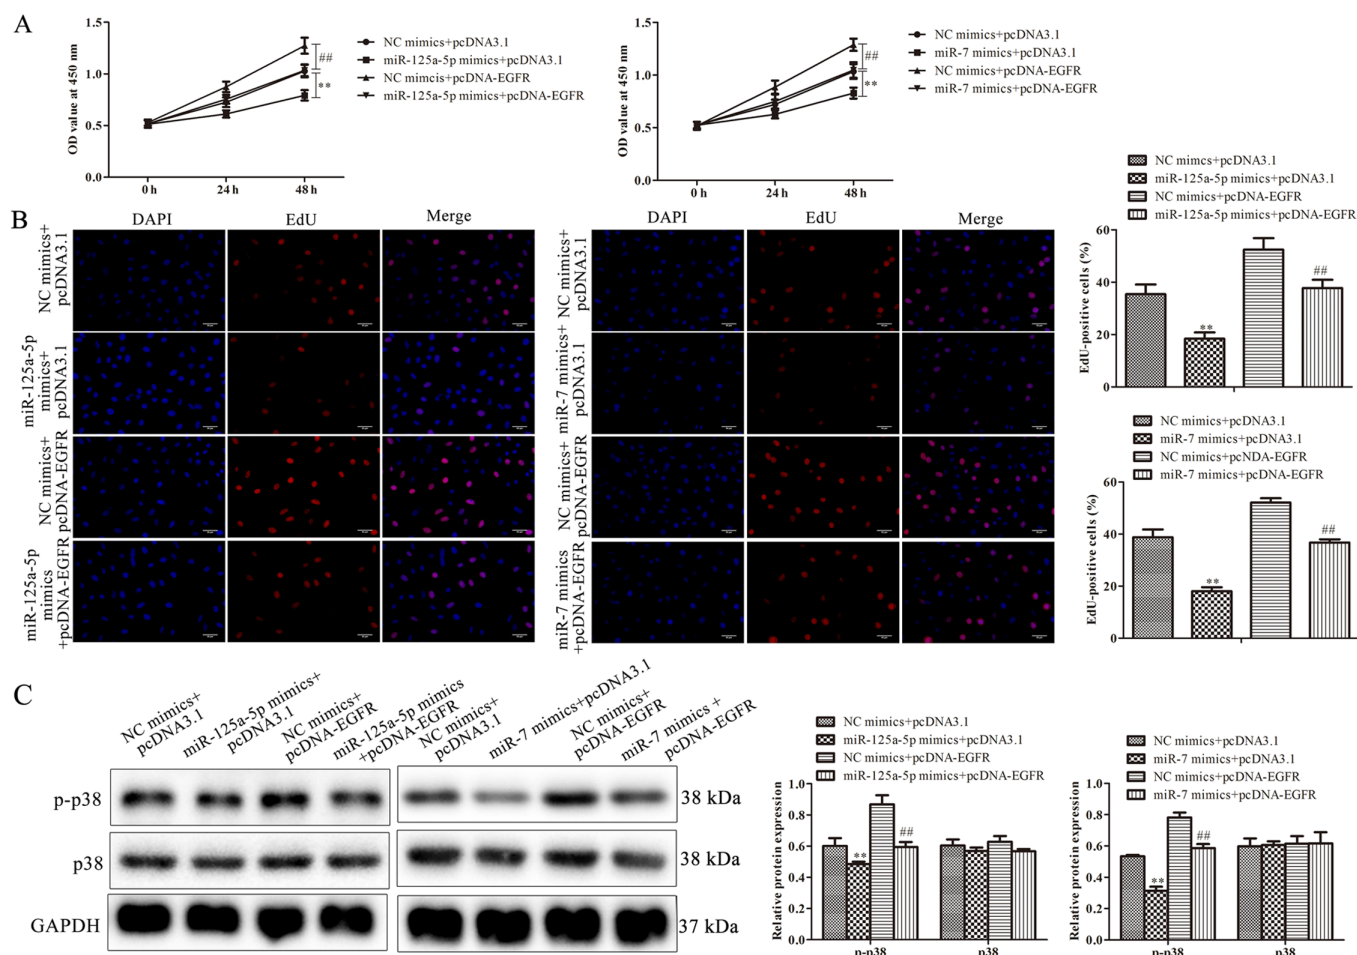 A
OD value at 450 nm
1.5
1.0
0.5
0.0
0 h
24 h
48 h
##
**
NC mimics+pcDNA3.1
miR-125a-5p mimics+pcDNA3.1
NC mimcis+pcDNA-EGFR
miR-125a-5p mimics+pcDNA-EGFR
OD value at 450 nm
1.5
1.0
0.5
0.0
0 h
24 h
48 h
##
**
NC mimics+pcDNA3.1
miR-7 mimics+pcDNA3.1
NC mimics+pcDNA-EGFR
miR-7 mimics+pcDNA-EGFR
B
DAPI
EdU
Merge
NC mimics+
pcDNA3.1
miR-125a-5p
mimics+
pcDNA3.1
NC mimics+
pcDNA-EGFR
miR-125a-5p
mimics
+pcDNA-EGFR
DAPI
EdU
Merge
NC mimics+
pcDNA3.1
miR-7 mimics+
pcDNA3.1
NC mimics+
pcDNA-EGFR
miR-7 mimics
+pcDNA-EGFR
NC mimcs+pcDNA3.1
miR-125a-5p mimics+pcDNA3.1
NC mimics+pcDNA-EGFR
miR-125a-5p mimics+pcDNA-EGFR
EdU-positive cells (%)
60
40
20
0
**
##
NC mimics+pcDNA3.1
miR-7 mimics+pcDNA3.1
NC mimics+pcNDA-EGFR
miR-7 mimics+pcDNA-EGFR
EdU-positive cells (%)
60
40
20
0
**
##
C
NC mimics+
pcDNA3.1
miR-125a-5p mimics+
pcDNA3.1
NC mimics+
pcDNA-EGFR
miR-125a-5p mimics
+pcDNA-EGFR
NC mimics+
pcDNA3.1
miR-7 mimics+pcDNA3.1
NC mimics+
pcDNA-EGFR
miR-7 mimics +
pcDNA-EGFR
p-p38
38 kDa
p38
38 kDa
GAPDH
37 kDa
NC mimics+pcDNA3.1
miR-125a-5p mimics+pcDNA3.1
NC mimics+pcDNA-EGFR
miR-125a-5p mimics+pcDNA-EGFR
Relative protein expression
1.0
0.8
0.6
0.4
0.2
0.0
**
##
p-p38
p38
NC mimics+pcDNA3.1
miR-7 mimics+pcDNA3.1
NC mimics+pcDNA-EGFR
miR-7 mimics+pcDNA-EGFR
Relative protein expression
1.0
0.8
0.6
0.4
0.2
0.0
**
##
p-p38
p38